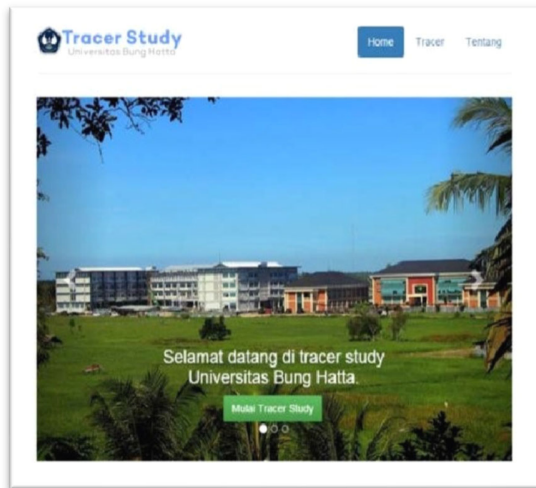 Tracer Study
Universitas Bung Hatta
Home Tracer Tentang
Selamat datang di tracer study
Universitas Bung Hatta.
Mulai Tracer Study